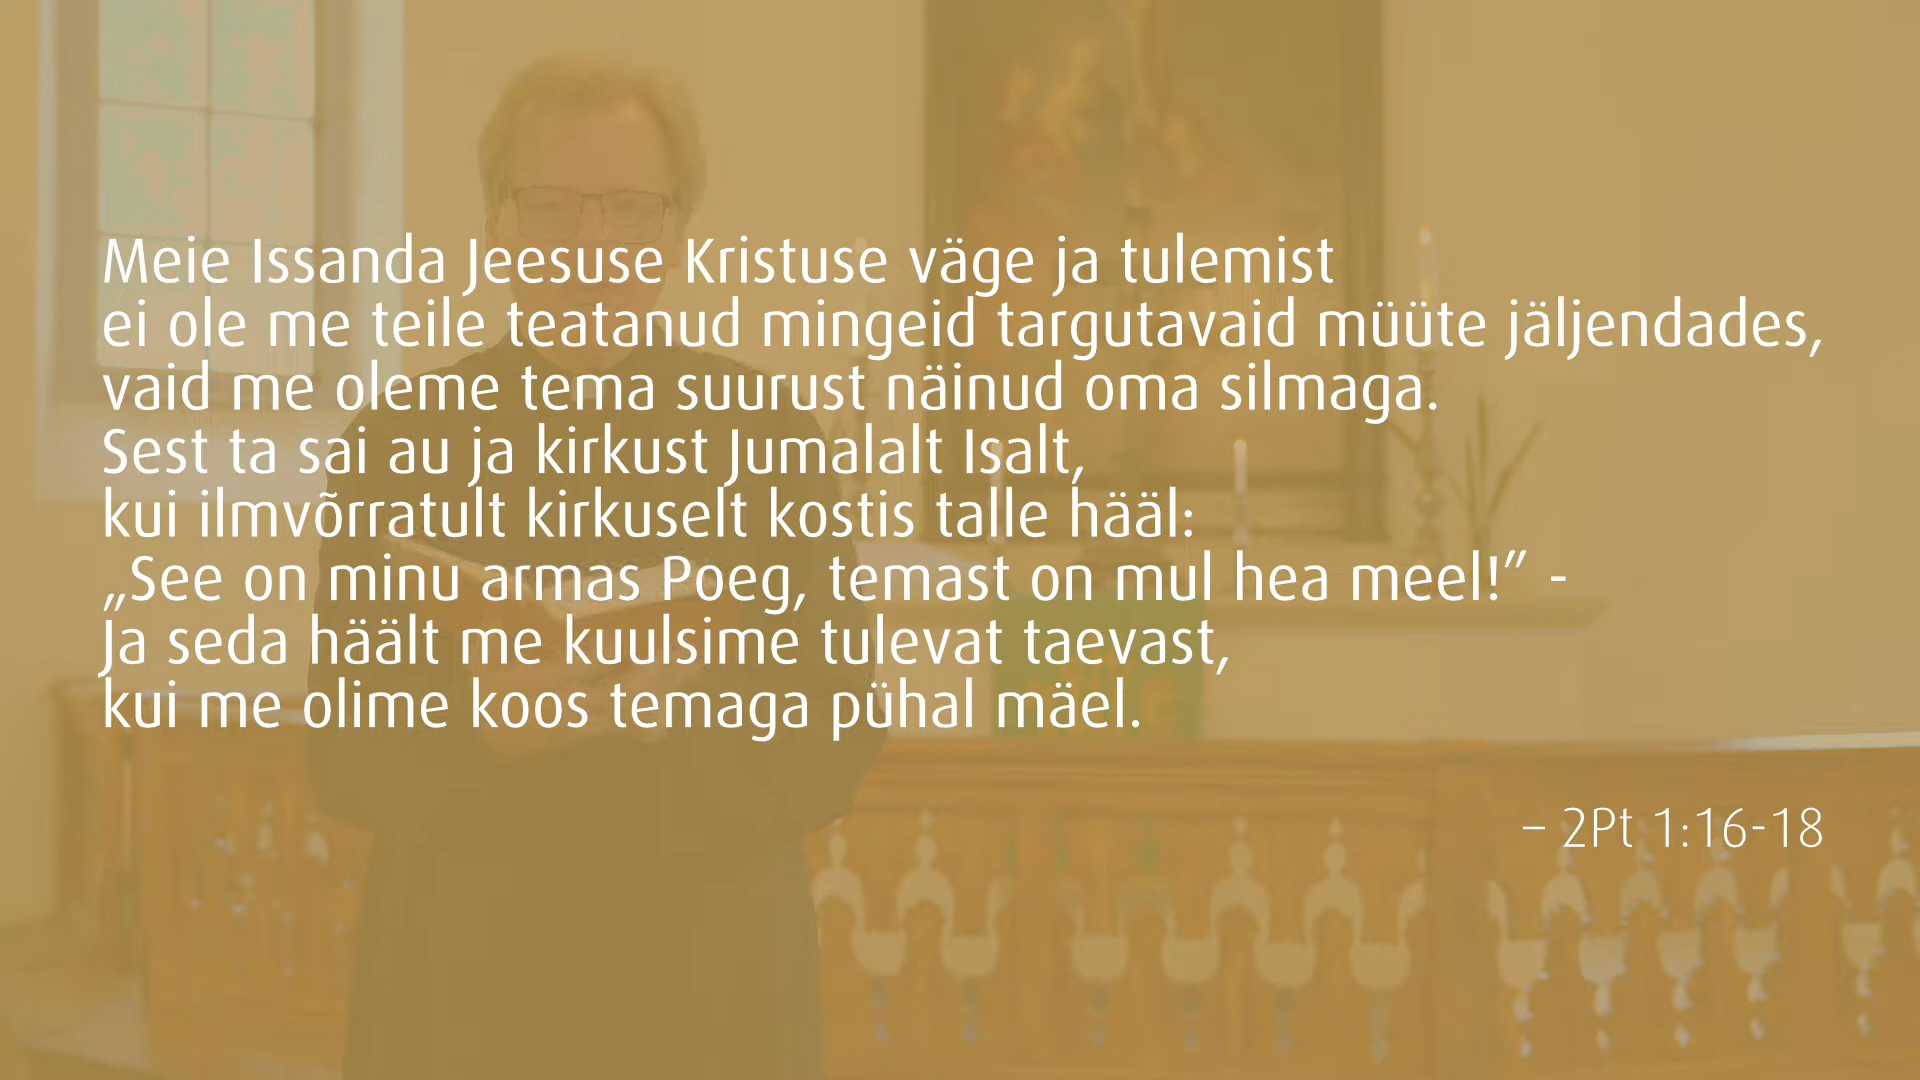 Meie Issanda Jeesuse Kristuse väge ja tulemist
ei ole me teile teatanud mingeid targutavaid müüte jäljendades,
vaid me oleme tema suurust näinud oma silmaga.
Sest ta sai au ja kirkust Jumalalt Isalt,
kui ilmvõrratult kirkuselt kostis talle hääl:
„See on minu armas Poeg, temast on mul hea meel!” -
Ja seda häält me kuulsime tulevat taevast,
kui me olime koos temaga pühal mäel.
– 2Pt 1:16-18